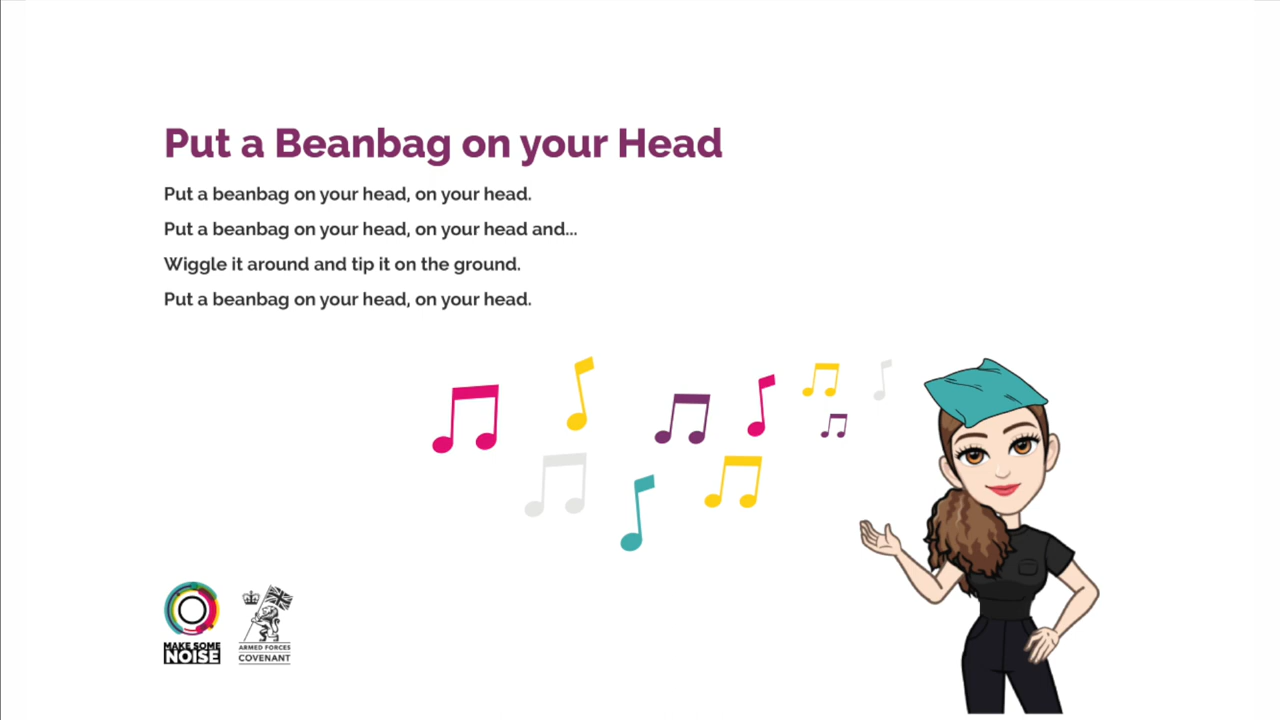 Put a Beanbag on your Head
Put a beanbag on your head, on your head.
Put a beanbag on your head, on your head and...
Wiggle it around and tip it on the ground.
Put a beanbag on your head, on your head.
MAKE SOME
NOISE
ARMED FORCES
COVENANT